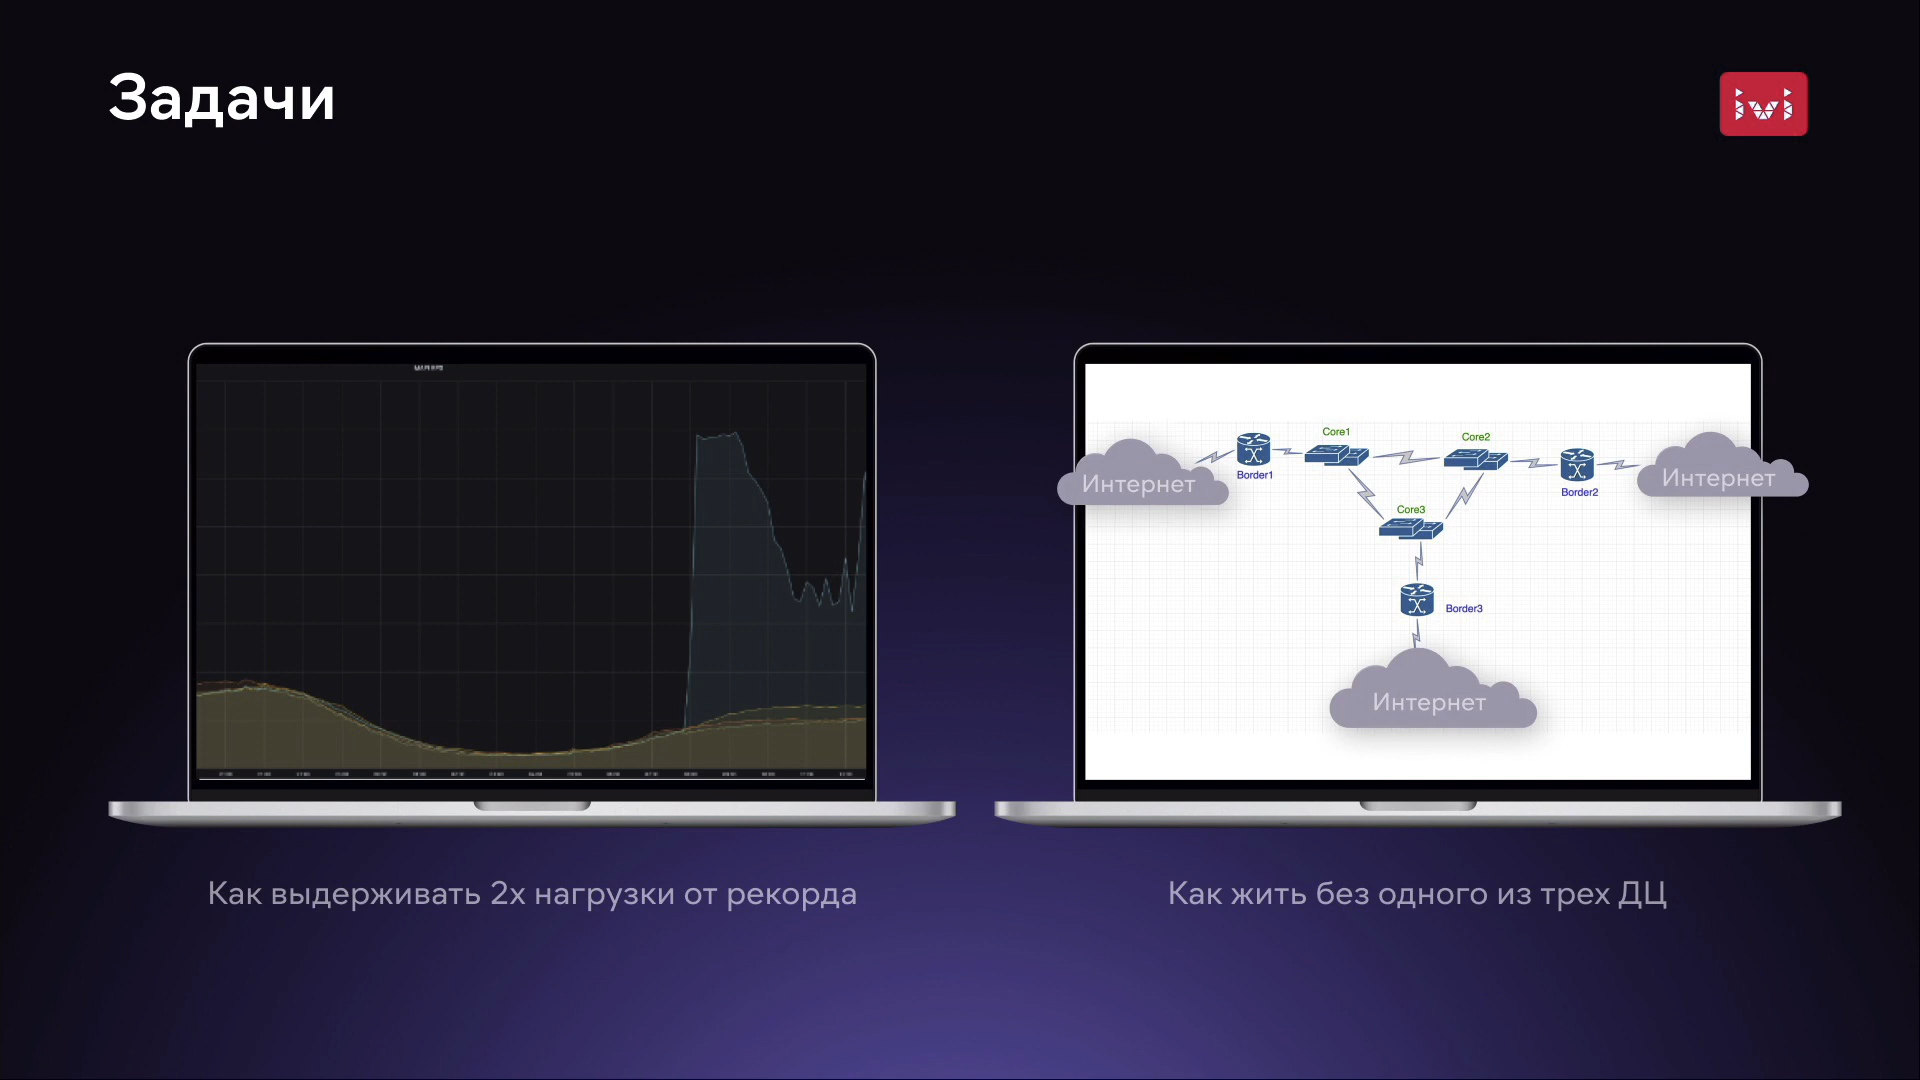 Задачи
ivi
Core1
Core2
Интернет
Border1
Border2
Интернет
Core3
Border3
Интернет
Как выдерживать 2х нагрузки от рекорда
Как жить без одного из трех ДЦ